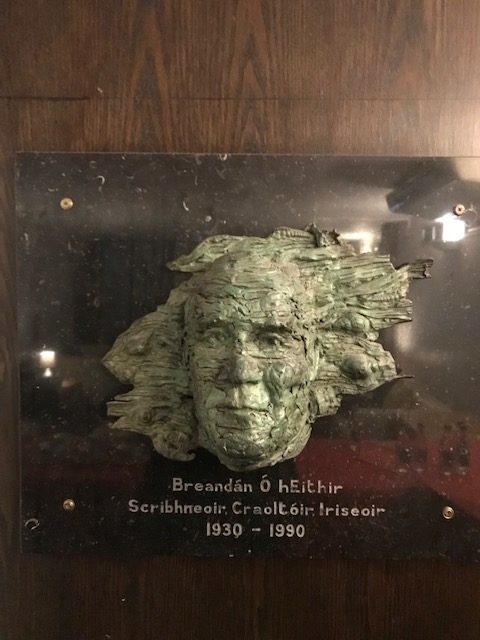 Breandán Ó hEithir
Scríbhneoir, Craoltóir, Iriseoir
1930 - 1990